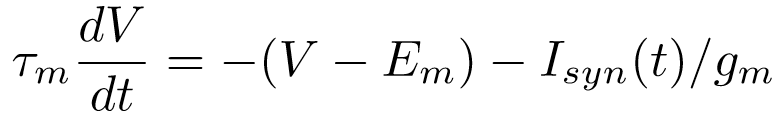 τ_m dV/dt = −(V − E_m) − I_syn(t)/g_m